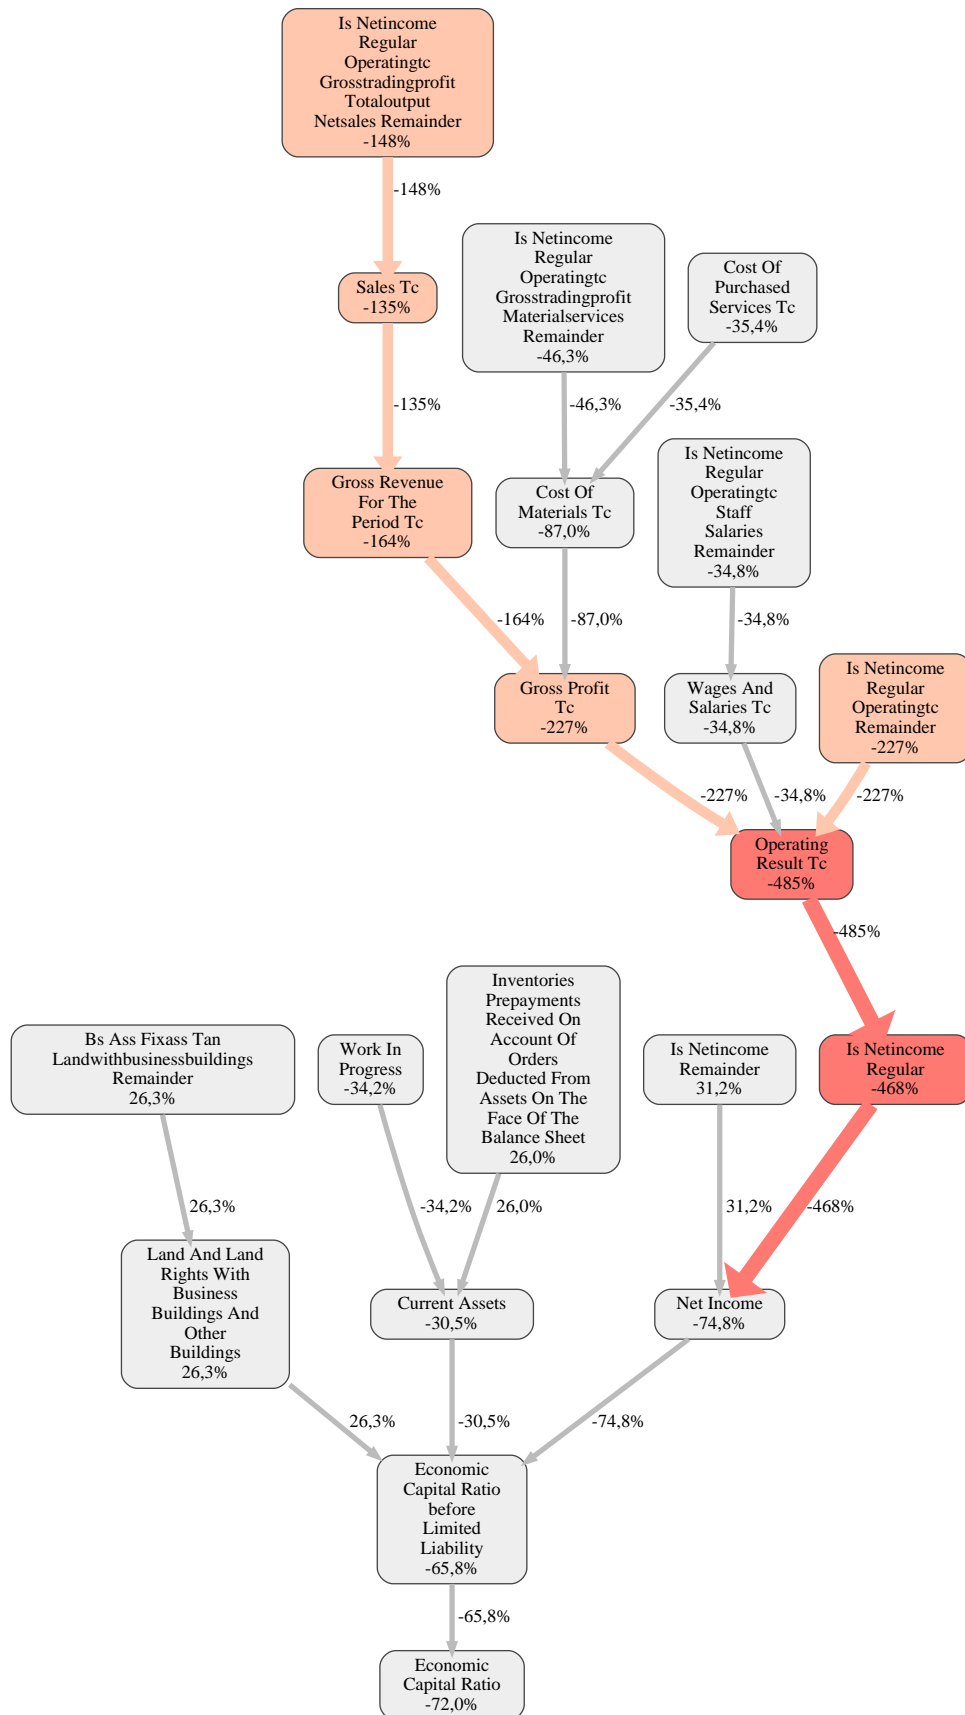 Is Netincome
Regular
Operatingtc
Grosstradingprofit
Totaloutput
Netsales Remainder
-148%
-148%
Is Netincome
Regular
Operatingtc
Grosstradingprofit
Materialservices
Remainder
-46,3%
Cost Of
Purchased
Services Tc
-35,4%
Sales Tc
-135%
-135%
-46,3%
-35,4%
Is Netincome
Regular
Operatingtc
Staff
Salaries
Remainder
-34,8%
Gross Revenue
For The
Period Tc
-164%
Cost Of
Materials Tc
-87,0%
-164%
-87,0%
-34,8%
Gross Profit
Tc
-227%
Wages And
Salaries Tc
-34,8%
Is Netincome
Regular
Operatingtc
Remainder
-227%
-227%
-34,8%
-227%
Operating
Result Tc
-485%
-485%
Bs Ass Fixass Tan
Landwithbusinessbuildings
Remainder
26,3%
Work In
Progress
-34,2%
Inventories
Prepayments
Received On
Account Of
Orders
Deducted From
Assets On The
Face Of The
Balance Sheet
26,0%
Is Netincome
Remainder
31,2%
Is Netincome
Regular
-468%
26,3%
-34,2%
26,0%
31,2%
-468%
Land And Land
Rights With
Business
Buildings And
Other
Buildings
26,3%
Current Assets
-30,5%
Net Income
-74,8%
26,3%
-30,5%
-74,8%
Economic
Capital Ratio
before
Limited
Liability
-65,8%
-65,8%
Economic
Capital Ratio
-72,0%